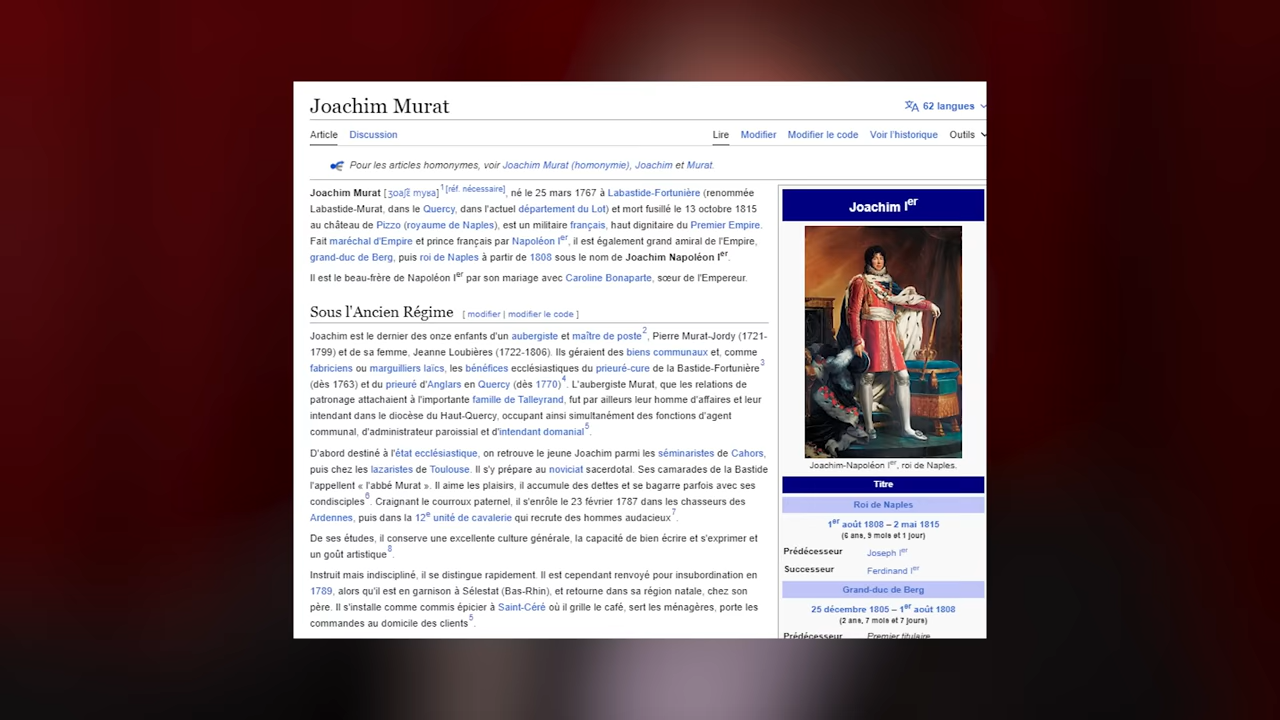 Joachim Murat
62 langues
Article Discussion Lire Modifier Modifier le code Voir l'historique Outils
Pour les articles homonymes, voir Joachim Murat (homonymie), Joachim et Murat.
Joachim Murat [ʒoaʃɛ̃ myʁa]1 [réf. nécessaire], né le 25 mars 1767 à Labastide-Fortunière (renommée
Labastide-Murat, dans le Quercy, dans l'actuel département du Lot) et mort fusillé le 13 octobre 1815
au château de Pizzo (royaume de Naples), est un militaire français, haut dignitaire du Premier Empire.
Fait maréchal d'Empire et prince français par Napoléon Ier, il est également grand amiral de l'Empire,
grand-duc de Berg, puis roi de Naples à partir de 1808 sous le nom de Joachim Napoléon Ier.
Il est le beau-frère de Napoléon Ier par son mariage avec Caroline Bonaparte, sœur de l'Empereur.
Sous l'Ancien Régime [ modifier | modifier le code ]
Joachim est le dernier des onze enfants d'un aubergiste et maître de poste2, Pierre Murat-Jordy (1721-
1799) et de sa femme, Jeanne Loubières (1722-1806). Ils géraient des biens communaux et, comme
fabriciens ou marguilliers laïcs, les bénéfices ecclésiastiques du prieuré-cure de la Bastide-Fortunière3
(dès 1763) et du prieuré d'Anglars en Quercy (dès 1770)4. L'aubergiste Murat, que les relations de
patronage attachaient à l'importante famille de Talleyrand, fut par ailleurs leur homme d'affaires et leur
intendant dans le diocèse du Haut-Quercy, occupant ainsi simultanément des fonctions d'agent
communal, d'administrateur paroissial et d'intendant domanial5.
D'abord destiné à l'état ecclésiastique, on retrouve le jeune Joachim parmi les séminaristes de Cahors,
puis chez les lazaristes de Toulouse. Il s'y prépare au noviciat sacerdotal. Ses camarades de la Bastide
l'appellent « l'abbé Murat ». Il aime les plaisirs, il accumule des dettes et se bagarre parfois avec ses
condisciples6. Craignant le courroux paternel, il s'enrôle le 23 février 1787 dans les chasseurs des
Ardennes, puis dans la 12e unité de cavalerie qui recrute des hommes audacieux7.
De ses études, il conserve une excellente culture générale, la capacité de bien écrire et s'exprimer et
un goût artistique8.
Instruit mais indiscipliné, il se distingue rapidement. Il est cependant renvoyé pour insubordination en
1789, alors qu'il est en garnison à Sélestat (Bas-Rhin), et retourne dans sa région natale, chez son
père. Il s'installe comme commis épicier à Saint-Céré où il grille le café, sert les ménagères, porte les
commandes au domicile des clients5.
Joachim Ier
Joachim-Napoléon Ier, roi de Naples.
Titre
Roi de Naples
1er août 1808 – 2 mai 1815
(6 ans, 9 mois et 1 jour)
Prédécesseur Joseph Ier
Successeur Ferdinand Ier
Grand-duc de Berg
25 décembre 1805 – 1er août 1808
(2 ans, 7 mois et 7 jours)
Prédécesseur Premier titulaire